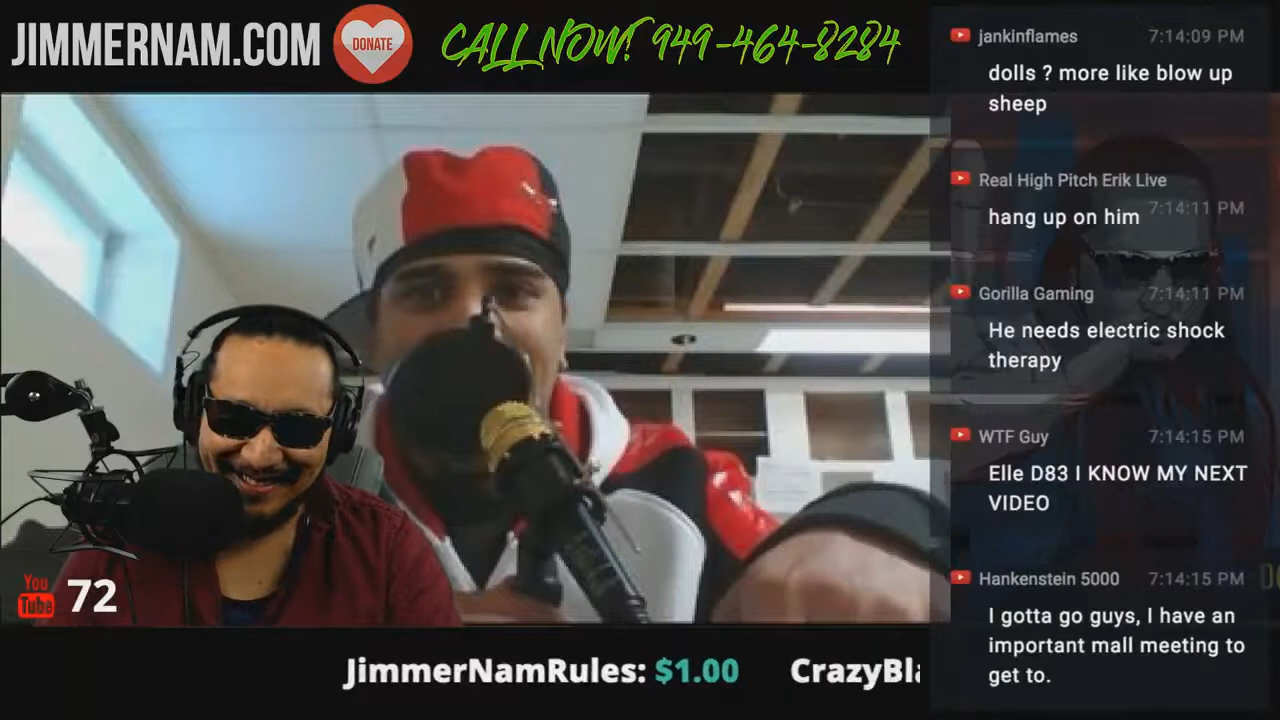 JIMMERNAM.COM
DONATE
CALL NOW! 949-464-8284
jankinflames 7:14:09 PM
dolls ? more like blow up
sheep
Real High Pitch Erik Live
hang up on him 7:14:11 PM
Gorilla Gaming 7:14:11 PM
He needs electric shock
therapy
WTF Guy 7:14:15 PM
Elle D83 I KNOW MY NEXT
VIDEO
Hankenstein 5000 7:14:15 PM
I gotta go guys, I have an
important mall meeting to
get to.
You
Tube 72
JimmerNamRules: $1.00 CrazyBla